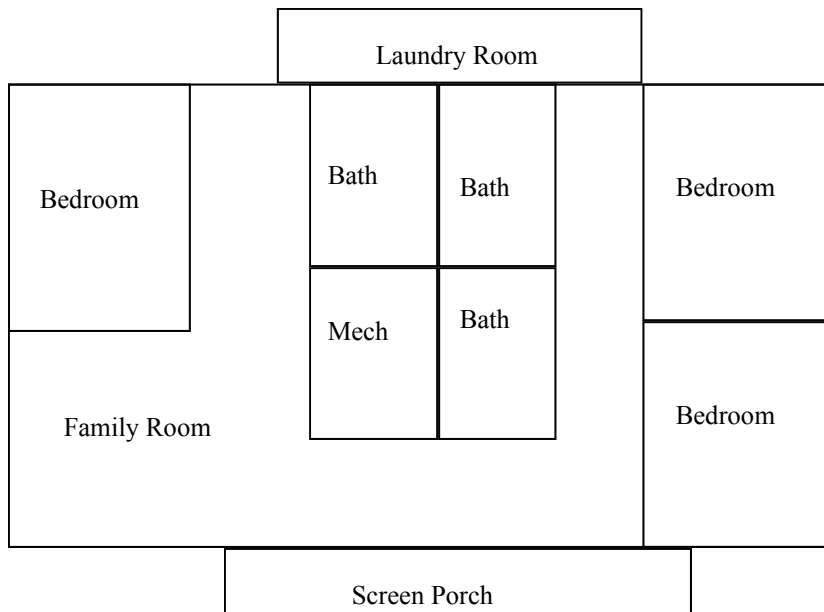 Laundry Room
Bedroom
Bath
Bath
Bedroom
Mech
Bath
Family Room
Bedroom
Screen Porch